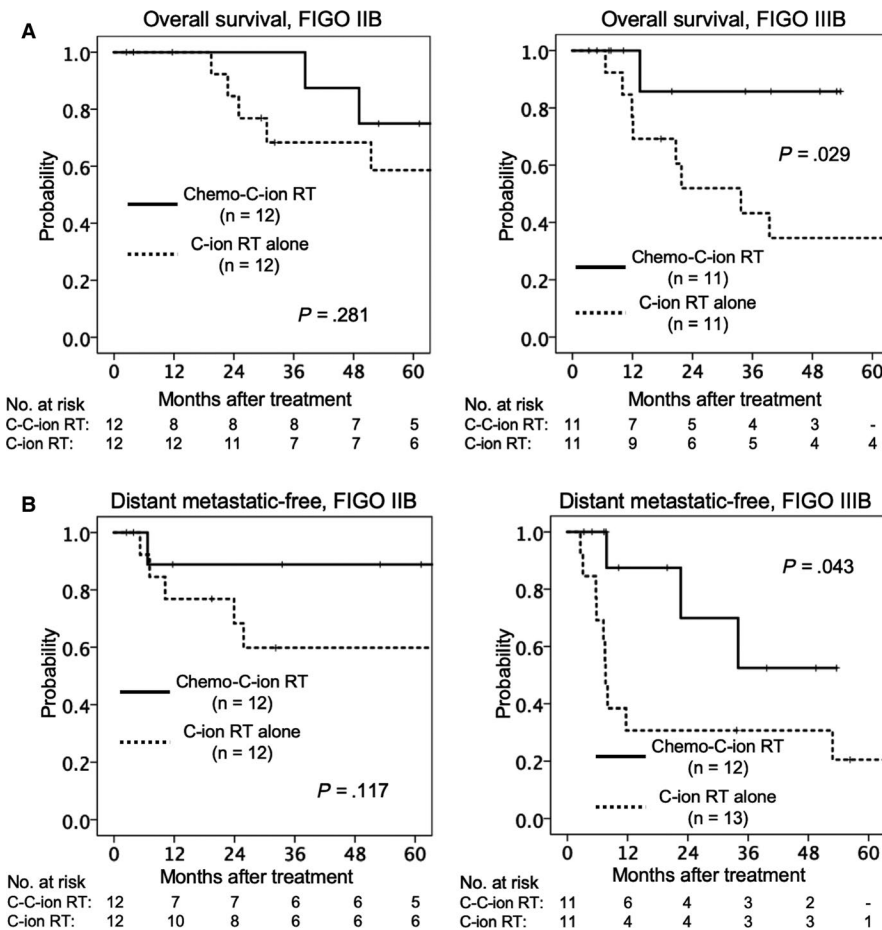 A
Overall survival, FIGO IIB
1.0
0.8
0.6
0.4
0.2
0.0
Probability
Chemo-C-ion RT
(n = 12)
C-ion RT alone
(n = 12)
P = .281
0 12 24 36 48 60
Months after treatment
No. at risk
C-C-ion RT: 12 8 8 8 7 5
C-ion RT: 12 12 11 7 7 6
Overall survival, FIGO IIIB
1.0
0.8
0.6
0.4
0.2
0.0
Probability
P = .029
Chemo-C-ion RT
(n = 11)
C-ion RT alone
(n = 11)
0 12 24 36 48 60
Months after treatment
No. at risk
C-C-ion RT: 11 7 5 4 3 -
C-ion RT: 11 9 6 5 4 4
B
Distant metastatic-free, FIGO IIB
1.0
0.8
0.6
0.4
0.2
0.0
Probability
Chemo-C-ion RT
(n = 12)
C-ion RT alone
(n = 12)
P = .117
0 12 24 36 48 60
Months after treatment
No. at risk
C-C-ion RT: 12 7 7 6 6 5
C-ion RT: 12 10 8 6 6 6
Distant metastatic-free, FIGO IIIB
1.0
0.8
0.6
0.4
0.2
0.0
Probability
P = .043
Chemo-C-ion RT
(n = 12)
C-ion RT alone
(n = 13)
0 12 24 36 48 60
Months after treatment
No. at risk
C-C-ion RT: 11 6 4 3 2 -
C-ion RT: 11 4 4 3 3 1